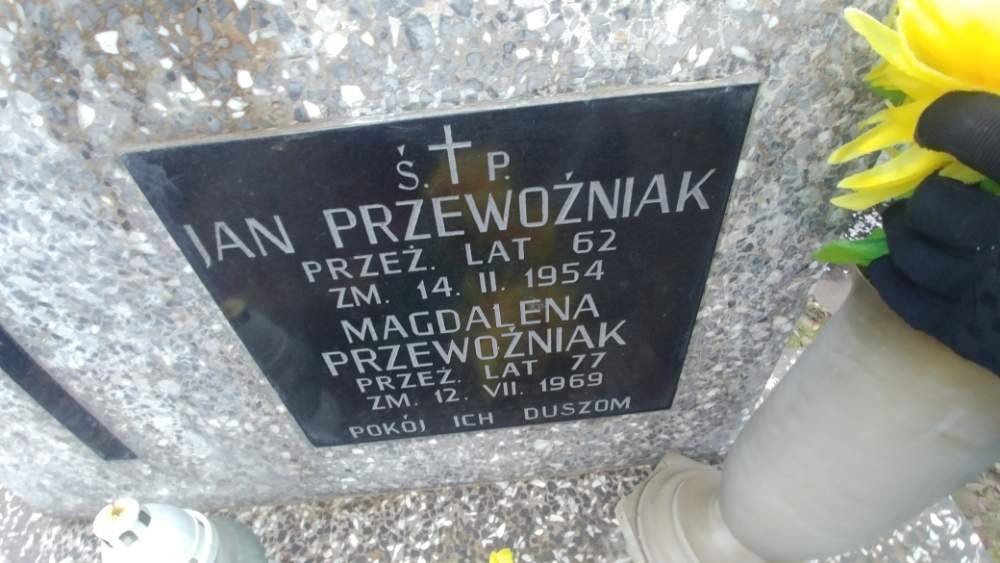 Ś. P.
JAN PRZEWOŹNIAK
PRZEŻ. LAT 62
ZM. 14. II. 1954
MAGDALENA
PRZEWOŹNIAK
PRZEŻ. LAT 77
ZM. 12. VII. 1969
POKÓJ ICH DUSZOM